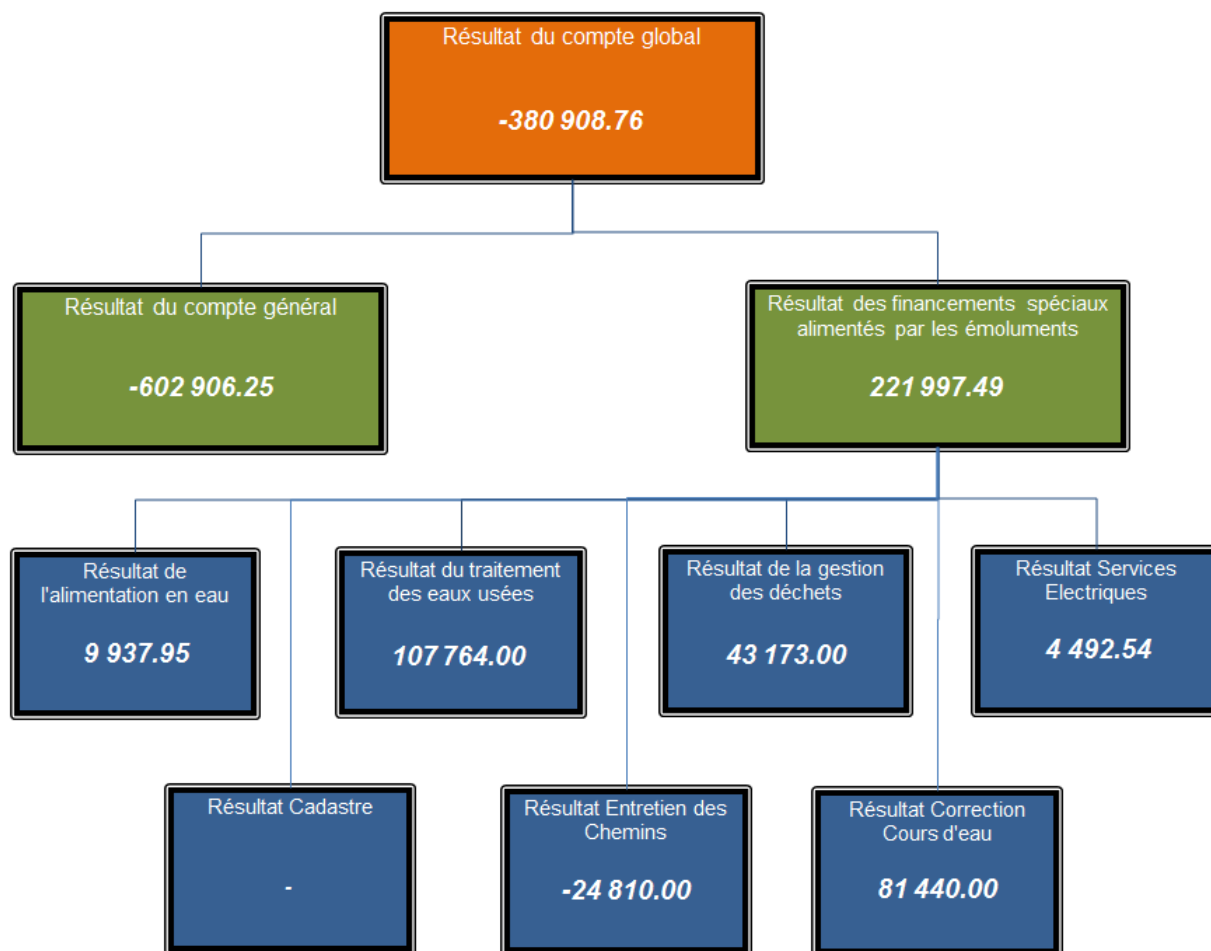 Résultat du compte global
-380 908.76
Résultat du compte général
-602 906.25
Résultat des financements spéciaux
alimentés par les émoluments
221 997.49
Résultat de
l'alimentation en eau
9 937.95
Résultat du traitement
des eaux usées
107 764.00
Résultat de la gestion
des déchets
43 173.00
Résultat Services
Electriques
4 492.54
Résultat Cadastre
-
Résultat Entretien des
Chemins
-24 810.00
Résultat Correction
Cours d'eau
81 440.00